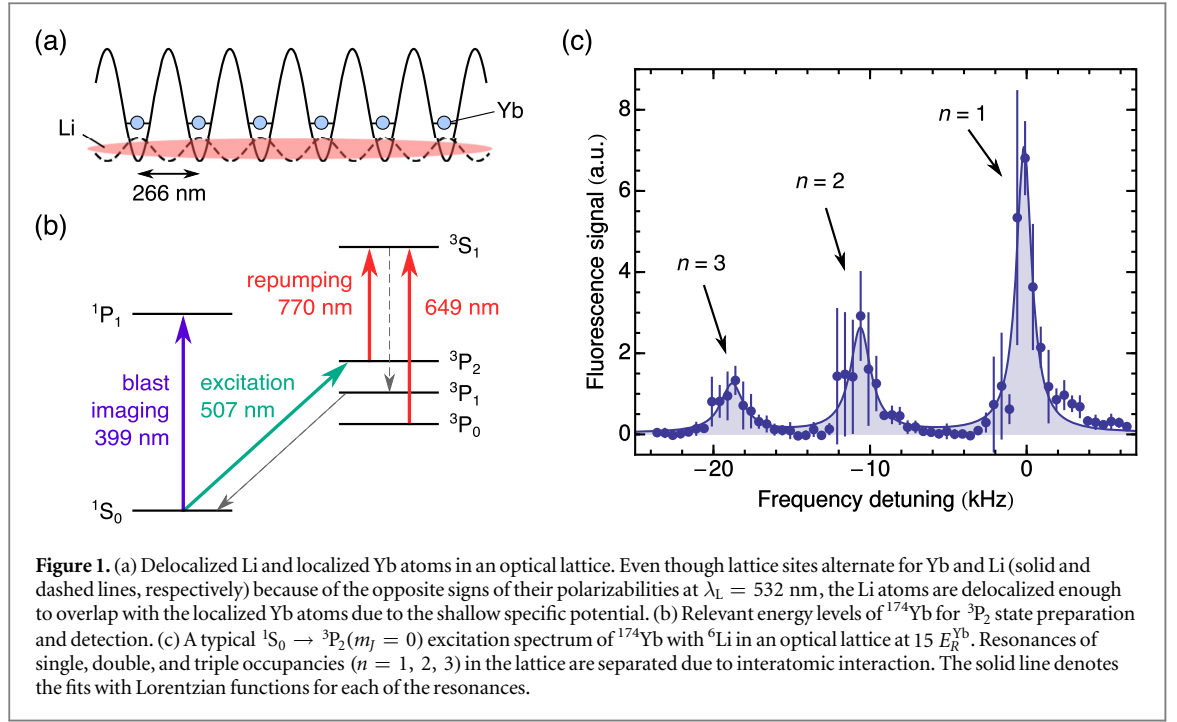 (a)
Li
Yb
266 nm
(b)
³S₁
repumping
770 nm
649 nm
¹P₁
³P₂
blast
imaging
399 nm
excitation
507 nm
³P₁
³P₀
¹S₀
(c)
n = 1
n = 2
n = 3
Fluorescence signal (a.u.)
8
6
4
2
0
−20
−10
0
Frequency detuning (kHz)
Figure 1. (a) Delocalized Li and localized Yb atoms in an optical lattice. Even though lattice sites alternate for Yb and Li (solid and
dashed lines, respectively) because of the opposite signs of their polarizabilities at λ_L = 532 nm, the Li atoms are delocalized enough
to overlap with the localized Yb atoms due to the shallow specific potential. (b) Relevant energy levels of ¹⁷⁴Yb for ³P₂ state preparation
and detection. (c) A typical ¹S₀ → ³P₂(m_J = 0) excitation spectrum of ¹⁷⁴Yb with ⁶Li in an optical lattice at 15 E_R^Yb. Resonances of
single, double, and triple occupancies (n = 1, 2, 3) in the lattice are separated due to interatomic interaction. The solid line denotes
the fits with Lorentzian functions for each of the resonances.